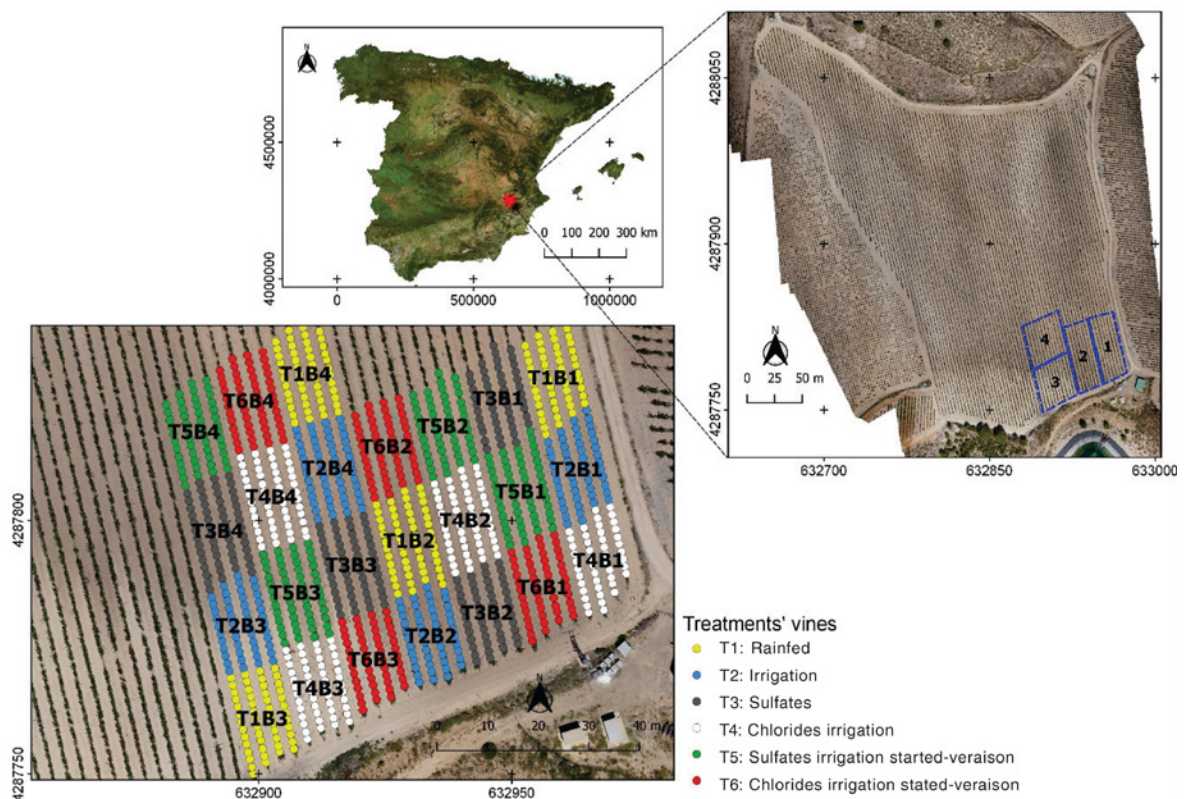 N
4500000
4000000
0 100 200 300 km
0 500000 1000000
4288050
4287900
4287750
N
0 25 50 m
4
2
1
3
632700 632850 633000
T1B4
T6B4
T5B4
T1B1
T3B1
T5B2
T6B2
T2B4
T4B4
T2B1
T5B1
T4B2
T1B2
T3B3
T3B4
T4B1
T6B1
T3B2
T5B3
T2B3
T2B2
T6B3
T4B3
T1B3
4287800
4287750
N
0 10 20 30 40 m
632900 632950
Treatments' vines
T1: Rainfed
T2: Irrigation
T3: Sulfates
T4: Chlorides irrigation
T5: Sulfates irrigation started-veraison
T6: Chlorides irrigation stated-veraison